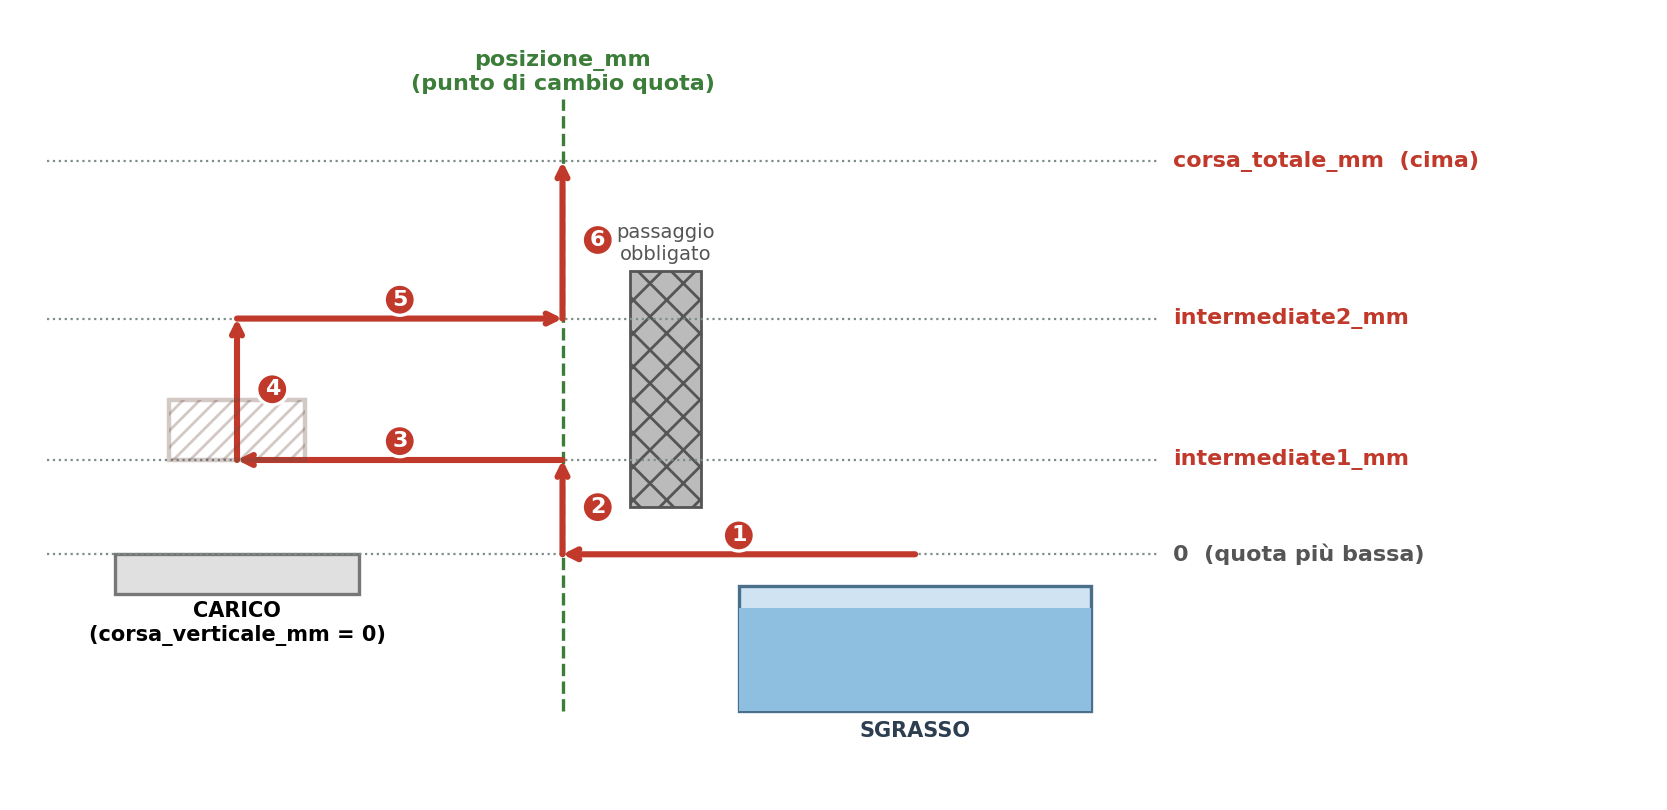 posizione_mm
(punto di cambio quota)
corsa_totale_mm  (cima)
6
passaggio
obbligato
5
intermediate2_mm
4
3
intermediate1_mm
2
1
0  (quota più bassa)
CARICO
(corsa_verticale_mm = 0)
SGRASSO